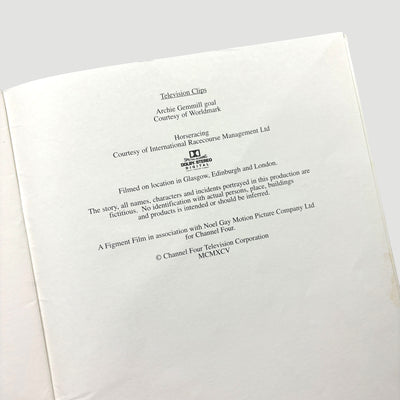 Television Clips
Archie Gemmill goal
Courtesy of Worldmark
Horseracing
Courtesy of International Racecourse Management Ltd
DOLBY STEREO
DIGITAL
Filmed on location in Glasgow, Edinburgh and London.
The story, all names, characters and incidents portrayed in this production are
fictitious. No identification with actual persons, place, buildings
and products is intended or should be inferred.
A Figment Film in association with Noel Gay Motion Picture Company Ltd
for Channel Four.
© Channel Four Television Corporation
MCMXCV